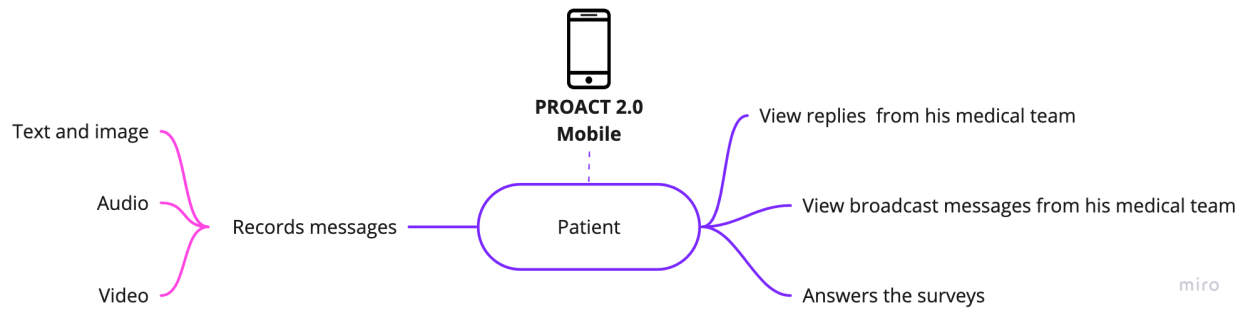 PROACT 2.0
Mobile
Text and image
Audio
Video
Records messages
Patient
View replies  from his medical team
View broadcast messages from his medical team
Answers the surveys
miro